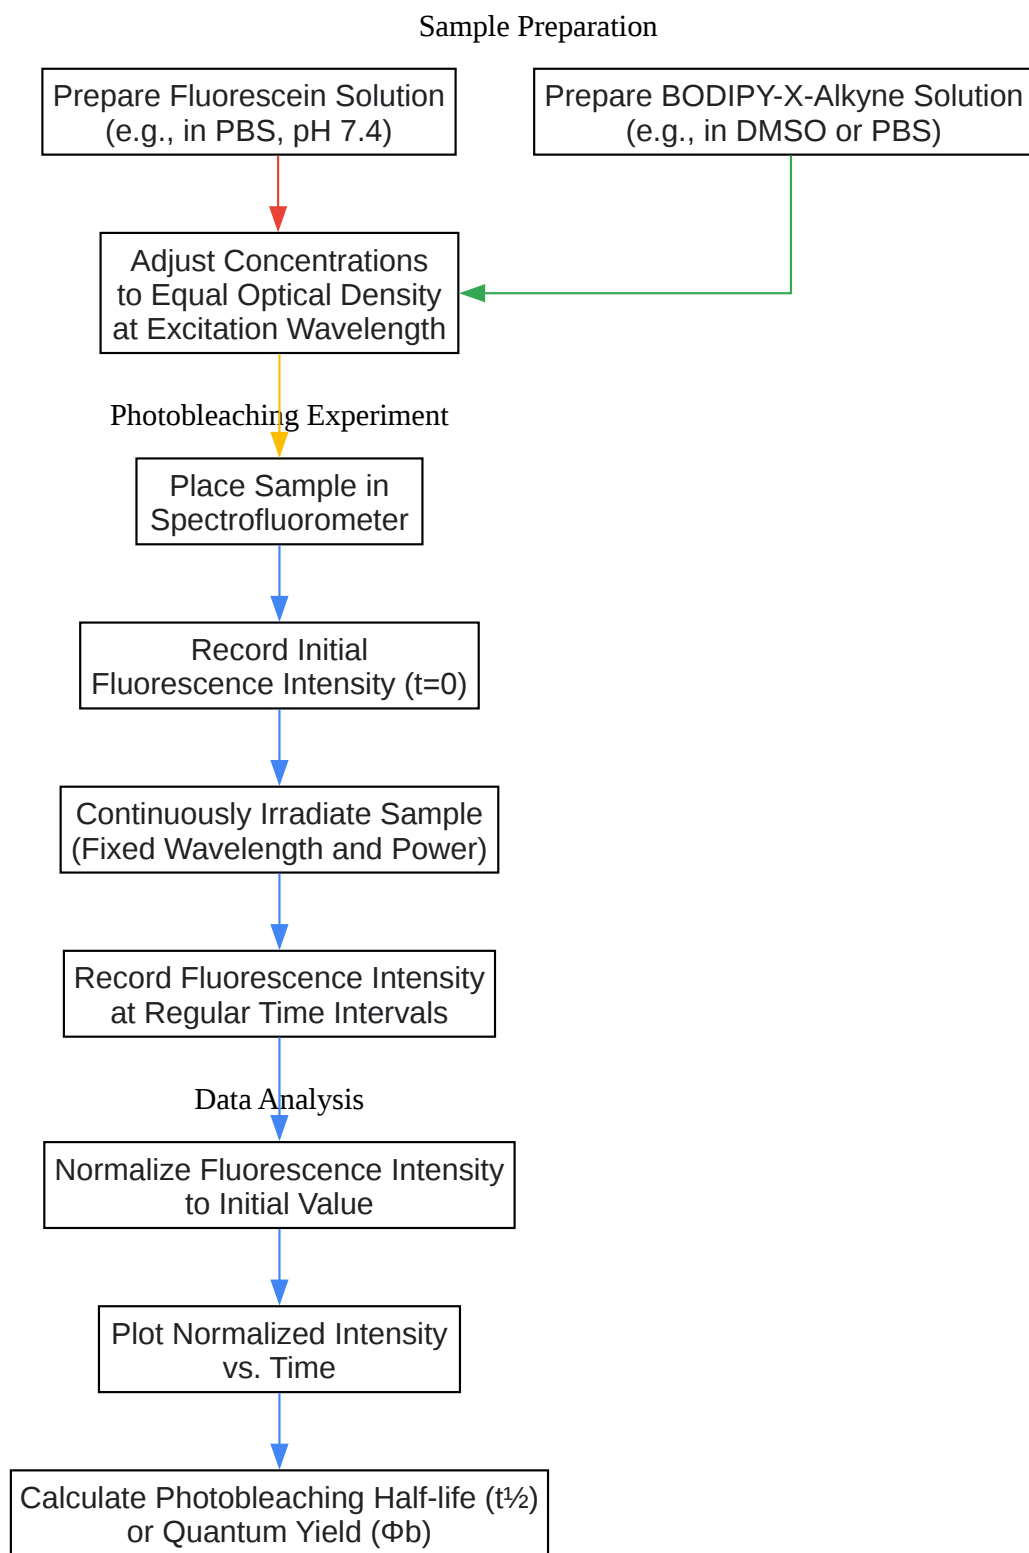 Sample Preparation
Prepare Fluorescein Solution
(e.g., in PBS, pH 7.4)
Prepare BODIPY-X-Alkyne Solution
(e.g., in DMSO or PBS)
Adjust Concentrations
to Equal Optical Density
at Excitation Wavelength
Photobleaching Experiment
Place Sample in
Spectrofluorometer
Record Initial
Fluorescence Intensity (t=0)
Continuously Irradiate Sample
(Fixed Wavelength and Power)
Record Fluorescence Intensity
at Regular Time Intervals
Data Analysis
Normalize Fluorescence Intensity
to Initial Value
Plot Normalized Intensity
vs. Time
Calculate Photobleaching Half-life (t½)
or Quantum Yield (Φb)